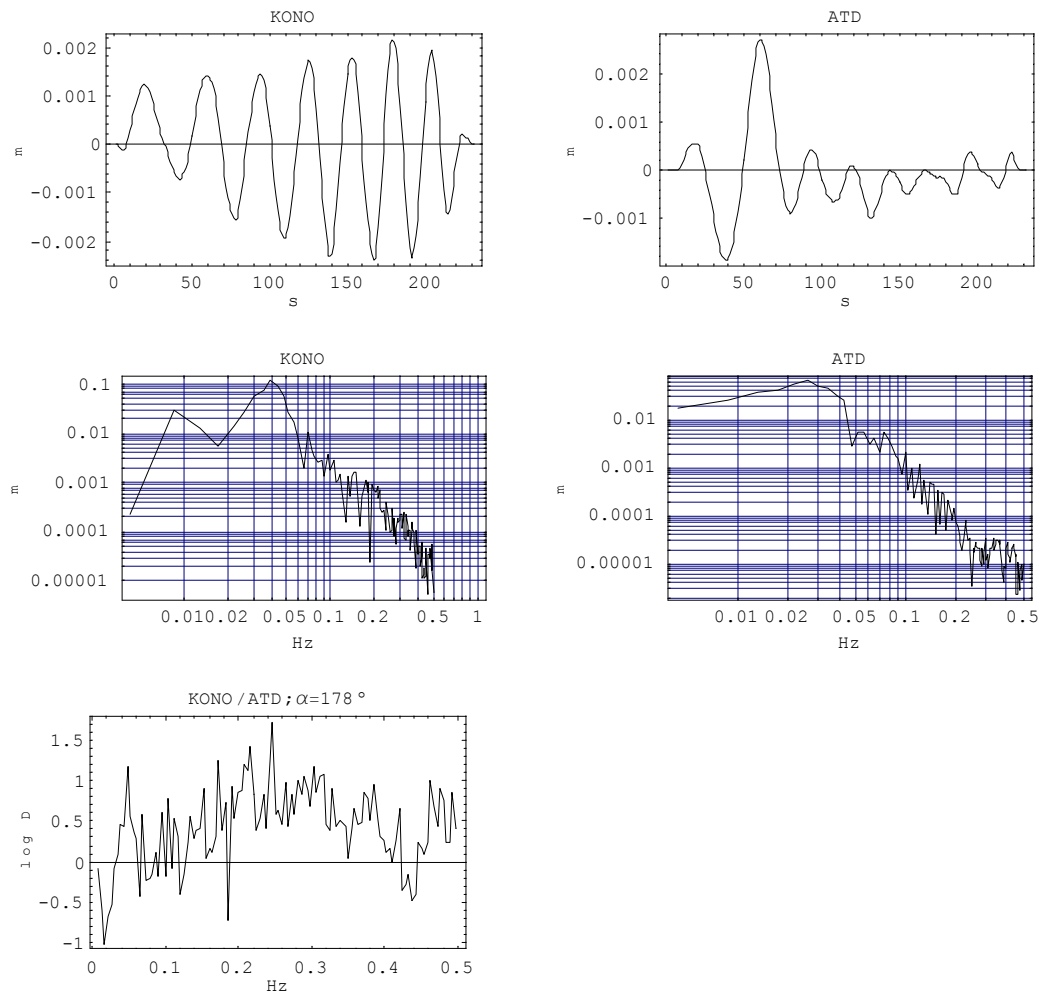 KONO
ATD
0.002
0.001
0
-0.001
-0.002
m
0 50 100 150 200
s
0.002
0.001
0
-0.001
m
0 50 100 150 200
s
KONO
ATD
0.1
0.01
0.001
0.0001
0.00001
m
0.010 0.02 0.05 0.1 0.2 0.5 1
Hz
0.01
0.001
0.0001
0.00001
m
0.01 0.02 0.05 0.1 0.2 0.5
Hz
KONO/ATD;α=178°
1.5
1
0.5
0
-0.5
-1
log D
0 0.1 0.2 0.3 0.4 0.5
Hz